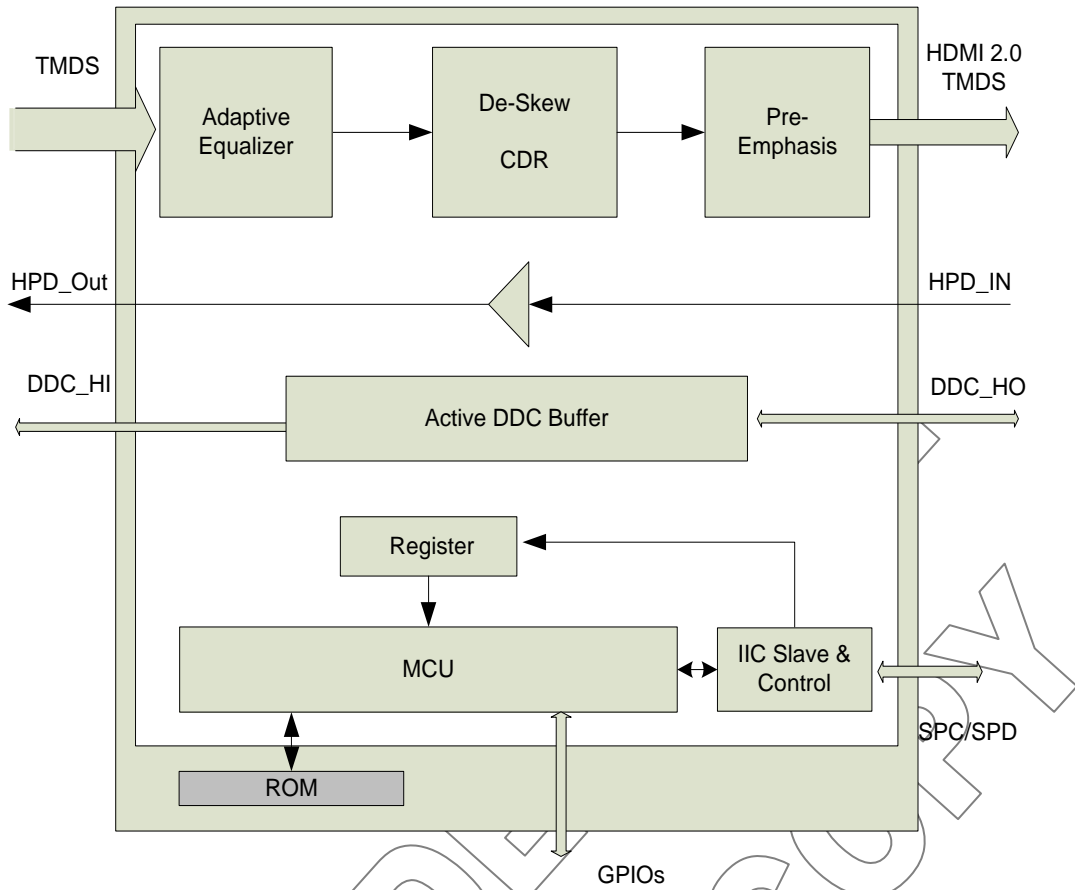 TMDS
HDMI 2.0
TMDS
Adaptive
Equalizer
De-Skew
CDR
Pre-
Emphasis
HPD_Out
HPD_IN
DDC_HI
DDC_HO
Active DDC Buffer
Register
MCU
IIC Slave &
Control
SPC/SPD
ROM
GPIOs
COPY